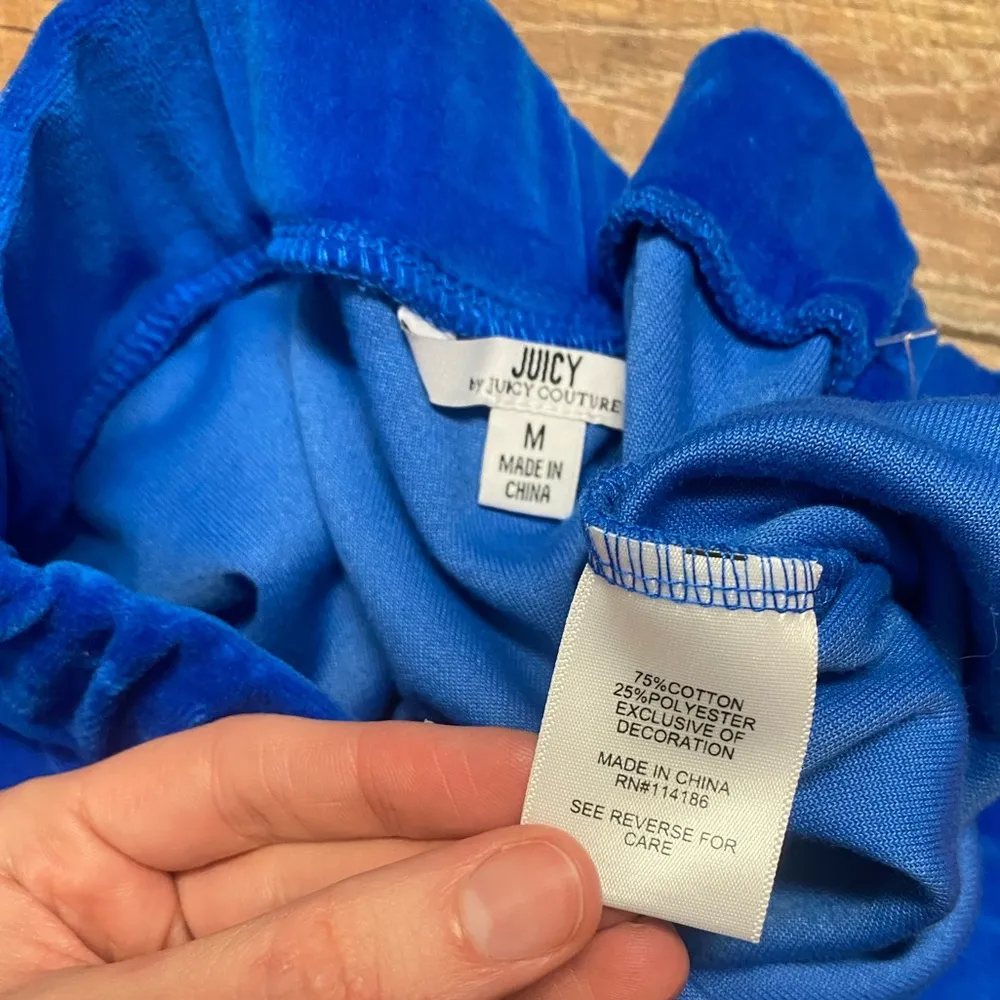 JUICY
by JUICY COUTURE
M
MADE IN
CHINA
75%COTTON
25%POLYESTER
EXCLUSIVE OF
DECORATION
MADE IN CHINA
RN#114186
SEE REVERSE FOR
CARE